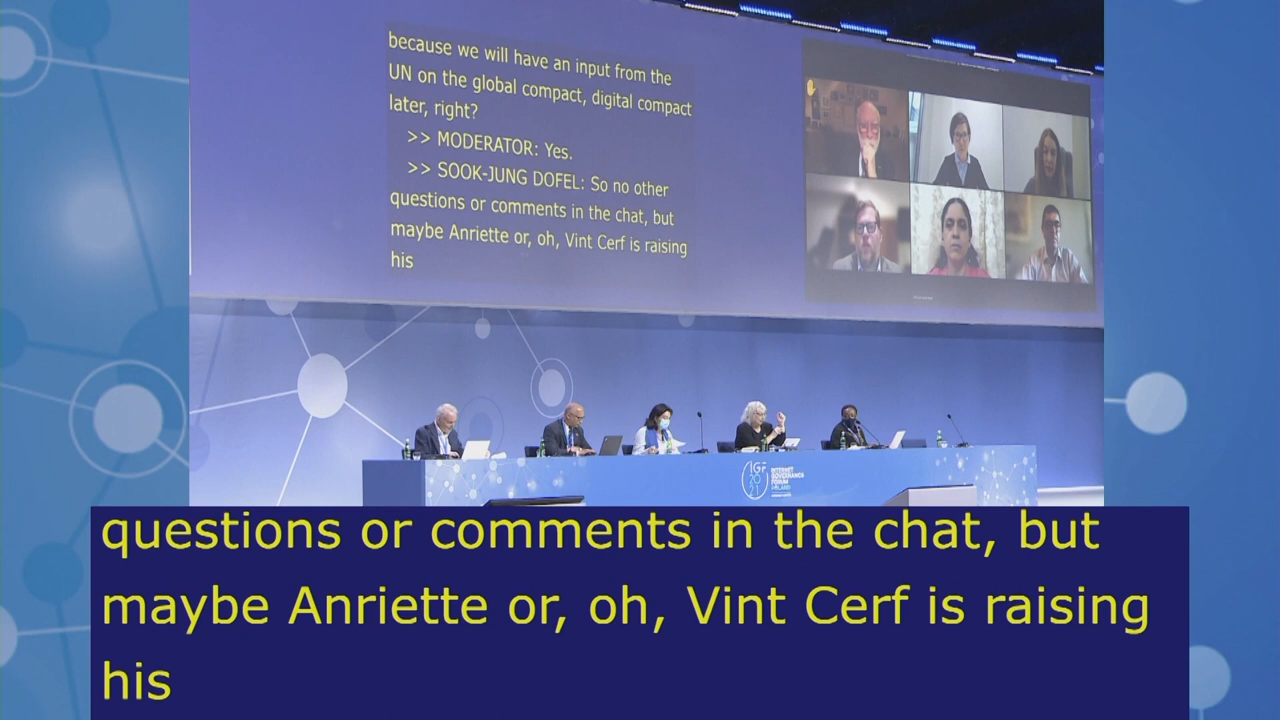 because we will have an input from the
UN on the global compact, digital compact
later, right?
>> MODERATOR: Yes.
>> SOOK-JUNG DOFEL: So no other
questions or comments in the chat, but
maybe Anriette or, oh, Vint Cerf is raising
his
IGF
20
21
INTERNET
GOVERNANCE
FORUM
POLAND
questions or comments in the chat, but
maybe Anriette or, oh, Vint Cerf is raising
his